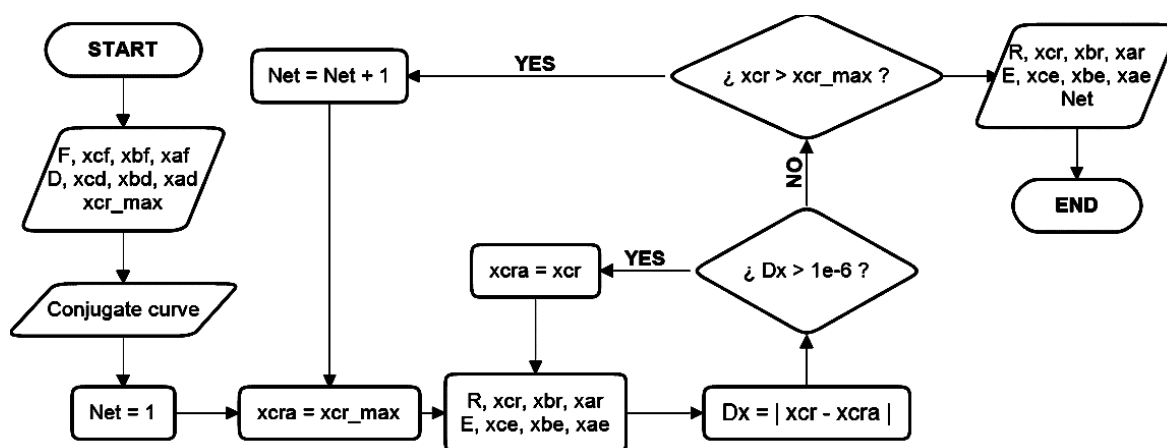 START
F, xcf, xbf, xaf
D, xcd, xbd, xad
xcr_max
Conjugate curve
Net = 1
Net = Net + 1
xcra = xcr_max
YES
¿ xcr > xcr_max ?
R, xcr, xbr, xar
E, xce, xbe, xae
Net
END
NO
xcra = xcr
YES
¿ Dx > 1e-6 ?
R, xcr, xbr, xar
E, xce, xbe, xae
Dx = | xcr - xcra |